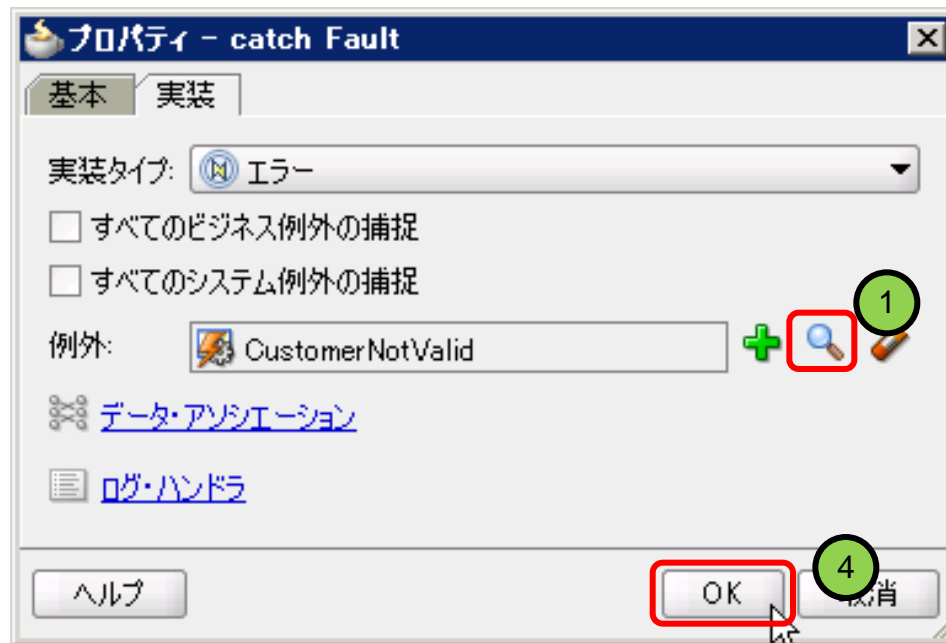 プロパティ - catch Fault
基本 実装
実装タイプ: エラー
すべてのビジネス例外の捕捉
すべてのシステム例外の捕捉
1
例外: CustomerNotValid
データ・アソシエーション
ログ・ハンドラ
4
ヘルプ OK 取消